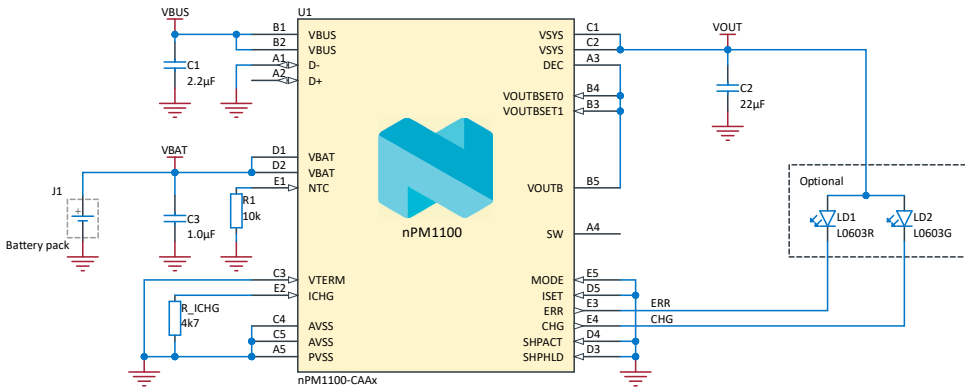 VBUS
U1
C1
2.2µF
B1
B2
A1
A2
VBUS
VBUS
D-
D+
VSYS
VSYS
DEC
VOUTBSET0
VOUTBSET1
VOUTB
SW
C1
C2
A3
B4
B3
B5
A4
VOUT
C2
22µF
VBAT
D1
D2
E1
VBAT
VBAT
NTC
J1
+
Battery pack
C3
1.0µF
R1
10k
nPM1100
Optional
LD1
L0603R
LD2
L0603G
C3
E2
C4
C5
A5
VTERM
ICHG
AVSS
AVSS
PVSS
R_ICHG
4k7
MODE
ISET
ERR
CHG
SHPACT
SHPHLD
E5
D5
E3
E4
D4
D3
ERR
CHG
nPM1100-CAAx